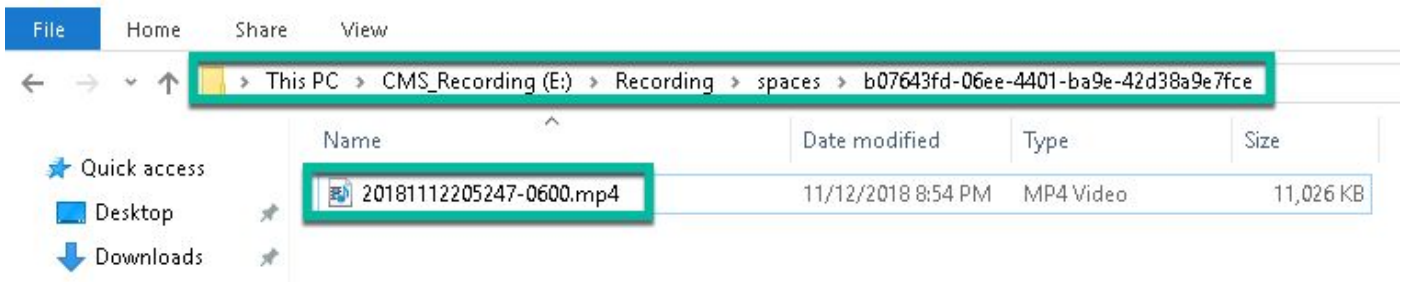 File Home Share View
This PC > CMS_Recording (E:) > Recording > spaces > b07643fd-06ee-4401-ba9e-42d38a9e7fce
Name Date modified Type Size
Quick access
20181112205247-0600.mp4 11/12/2018 8:54 PM MP4 Video 11,026 KB
Desktop
Downloads